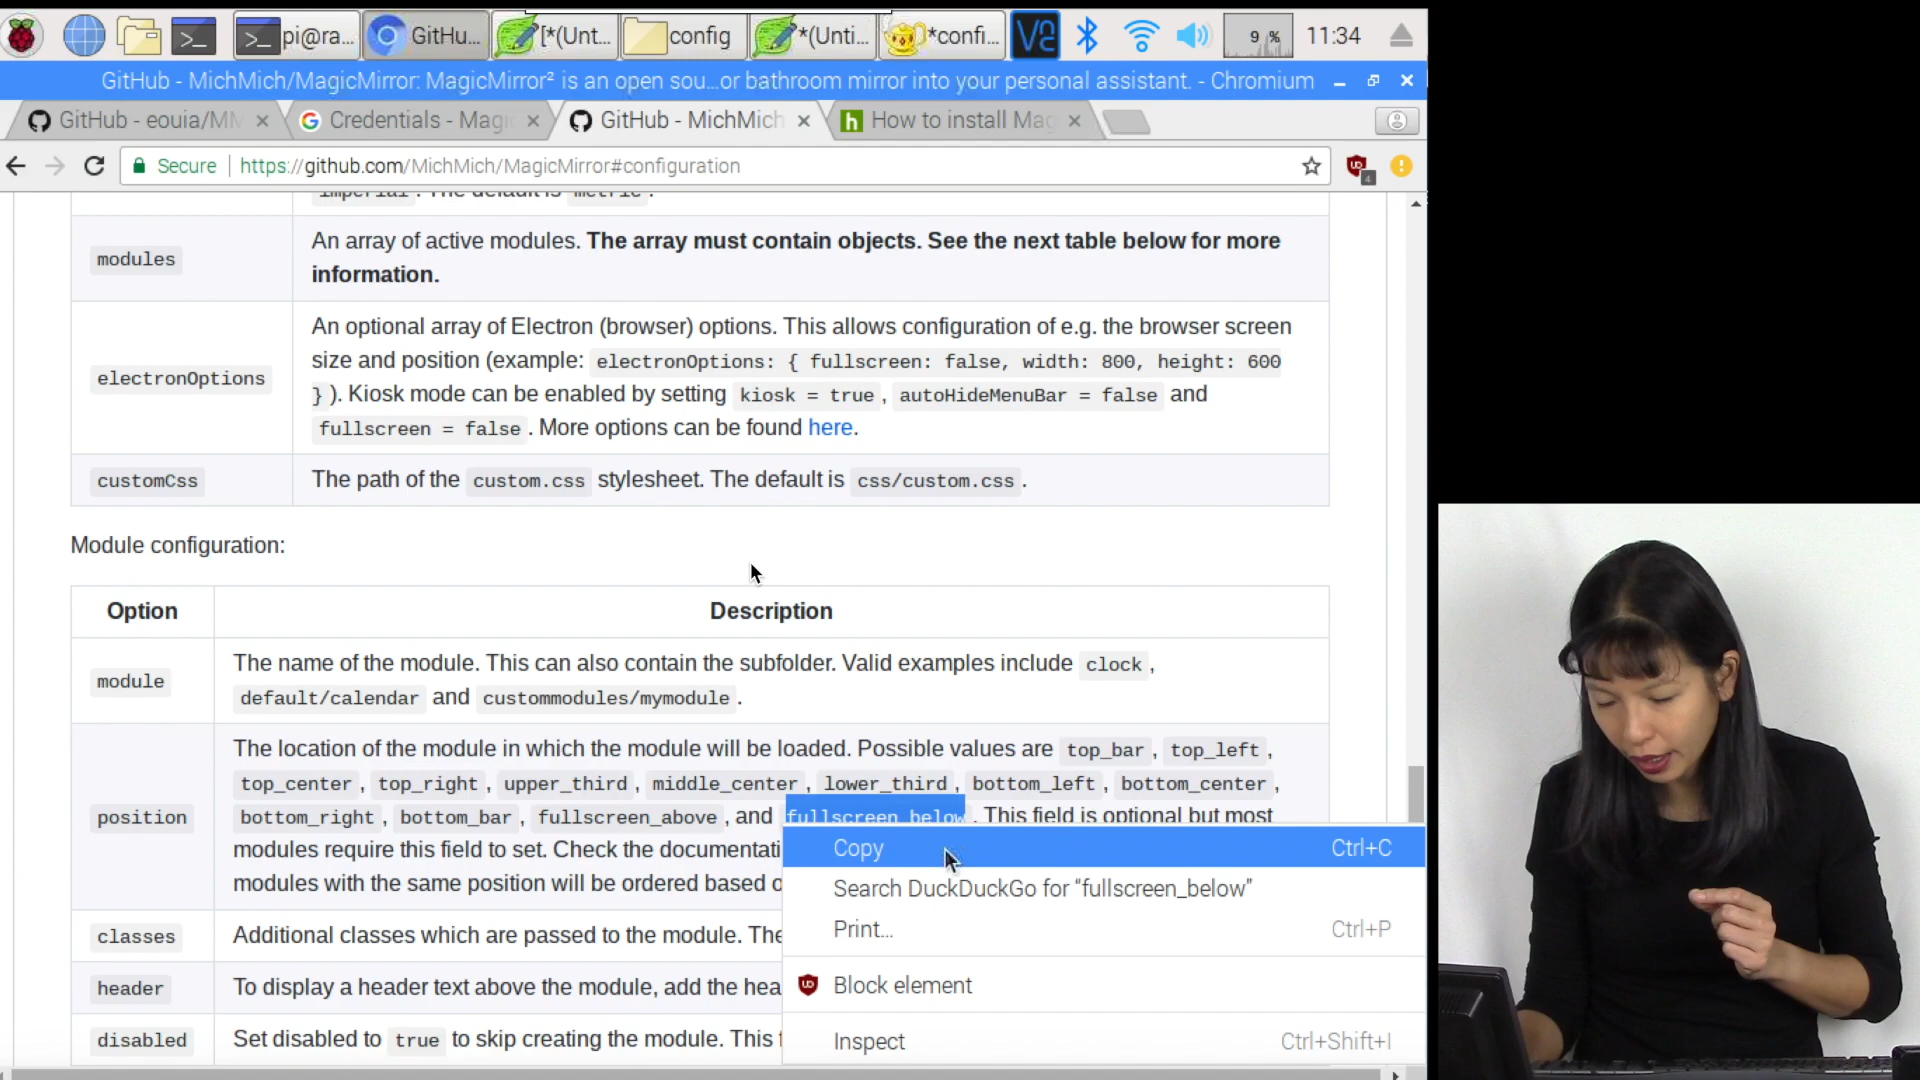 pi@ra...
GitHu...
[*(Unt...
config
*(Unti...
*confi...
V2
9 %
11:34
GitHub - MichMich/MagicMirror: MagicMirror² is an open sou...or bathroom mirror into your personal assistant. - Chromium
GitHub - eouia/MM
Credentials - Magi
GitHub - MichMich
h How to install Mag
Secure
https://github.com/MichMich/MagicMirror#configuration
4
imperial . The default is metric .
modules
An array of active modules. The array must contain objects. See the next table below for more
information.
electronOptions
An optional array of Electron (browser) options. This allows configuration of e.g. the browser screen
size and position (example: electronOptions: { fullscreen: false, width: 800, height: 600
} ). Kiosk mode can be enabled by setting kiosk = true , autoHideMenuBar = false and
fullscreen = false . More options can be found here.
customCss
The path of the custom.css stylesheet. The default is css/custom.css .
Module configuration:
Option
Description
module
The name of the module. This can also contain the subfolder. Valid examples include clock ,
default/calendar and custommodules/mymodule .
position
The location of the module in which the module will be loaded. Possible values are top_bar , top_left ,
top_center , top_right , upper_third , middle_center , lower_third , bottom_left , bottom_center ,
bottom_right , bottom_bar , fullscreen_above , and fullscreen_below . This field is optional but most
modules require this field to set. Check the documentati
modules with the same position will be ordered based o
classes
Additional classes which are passed to the module. The
header
To display a header text above the module, add the hea
disabled
Set disabled to true to skip creating the module. This f
Copy Ctrl+C
Search DuckDuckGo for “fullscreen_below”
Print... Ctrl+P
Block element
Inspect Ctrl+Shift+I